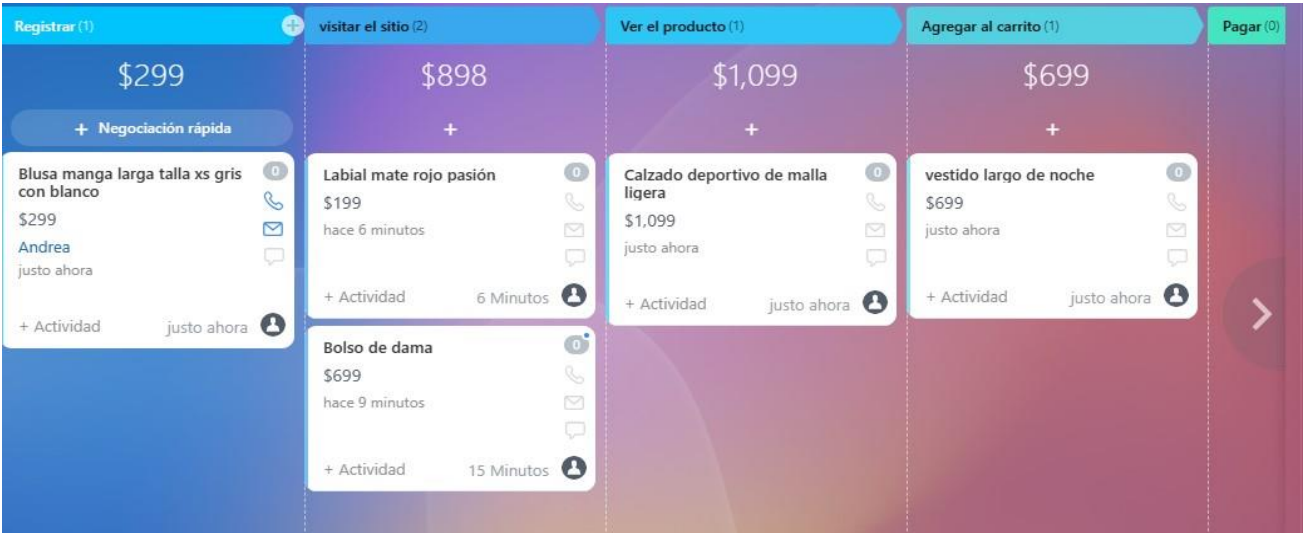 Registrar (1)
visitar el sitio (2)
Ver el producto (1)
Agregar al carrito (1)
Pagar (0)
$299
$898
$1,099
$699
+ Negociación rápida
+
+
+
Blusa manga larga talla xs gris
con blanco
$299
Andrea
justo ahora
0
+ Actividad
justo ahora
Labial mate rojo pasión
$199
hace 6 minutos
0
+ Actividad
6 Minutos
Bolso de dama
$699
hace 9 minutos
0
+ Actividad
15 Minutos
Calzado deportivo de malla
ligera
$1,099
justo ahora
0
+ Actividad
justo ahora
vestido largo de noche
$699
justo ahora
0
+ Actividad
justo ahora